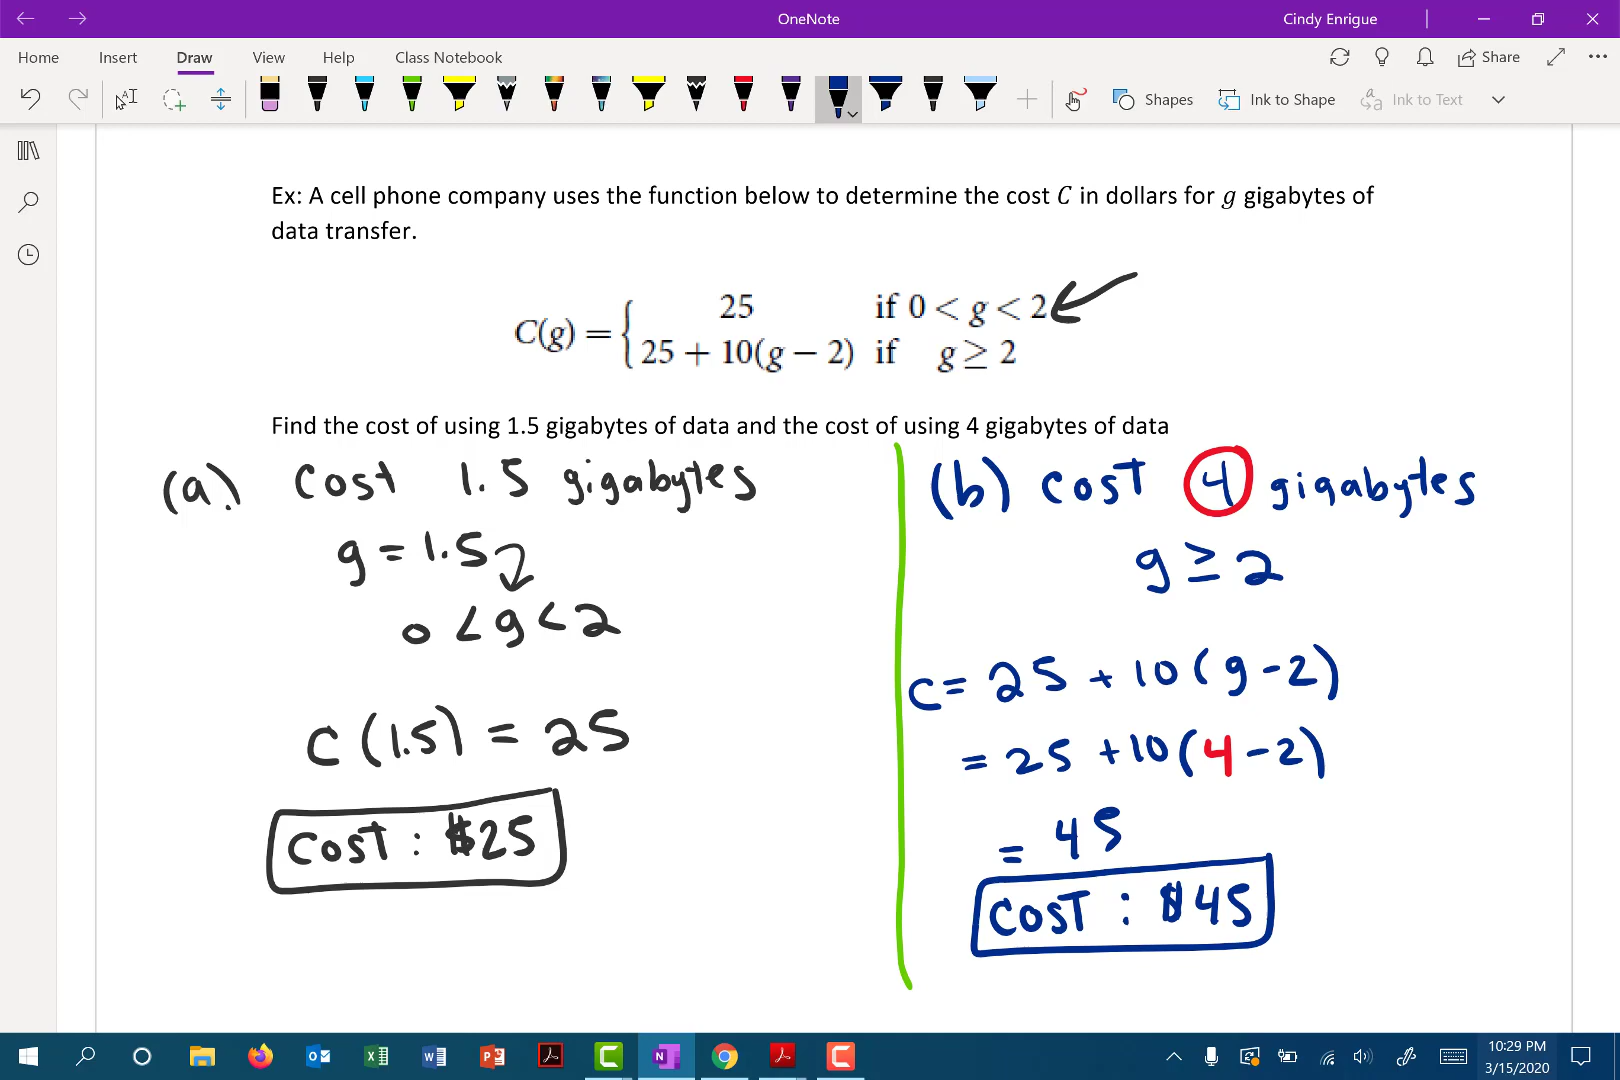 OneNote
Cindy Enrigue
Home Insert Draw View Help Class Notebook
Share
Shapes Ink to Shape Ink to Text
Ex: A cell phone company uses the function below to determine the cost C in dollars for g gigabytes of
data transfer.
C(g) = { 25 if 0 < g < 2
25 + 10(g − 2) if g ≥ 2
Find the cost of using 1.5 gigabytes of data and the cost of using 4 gigabytes of data
(a) Cost 1.5 gigabytes
g = 1.5
0 < g < 2
C (1.5) = 25
Cost : $25
(b) Cost 4 gigabytes
g ≥ 2
C = 25 + 10(g - 2)
= 25 + 10(4 - 2)
= 45
Cost : $45
10:29 PM
3/15/2020